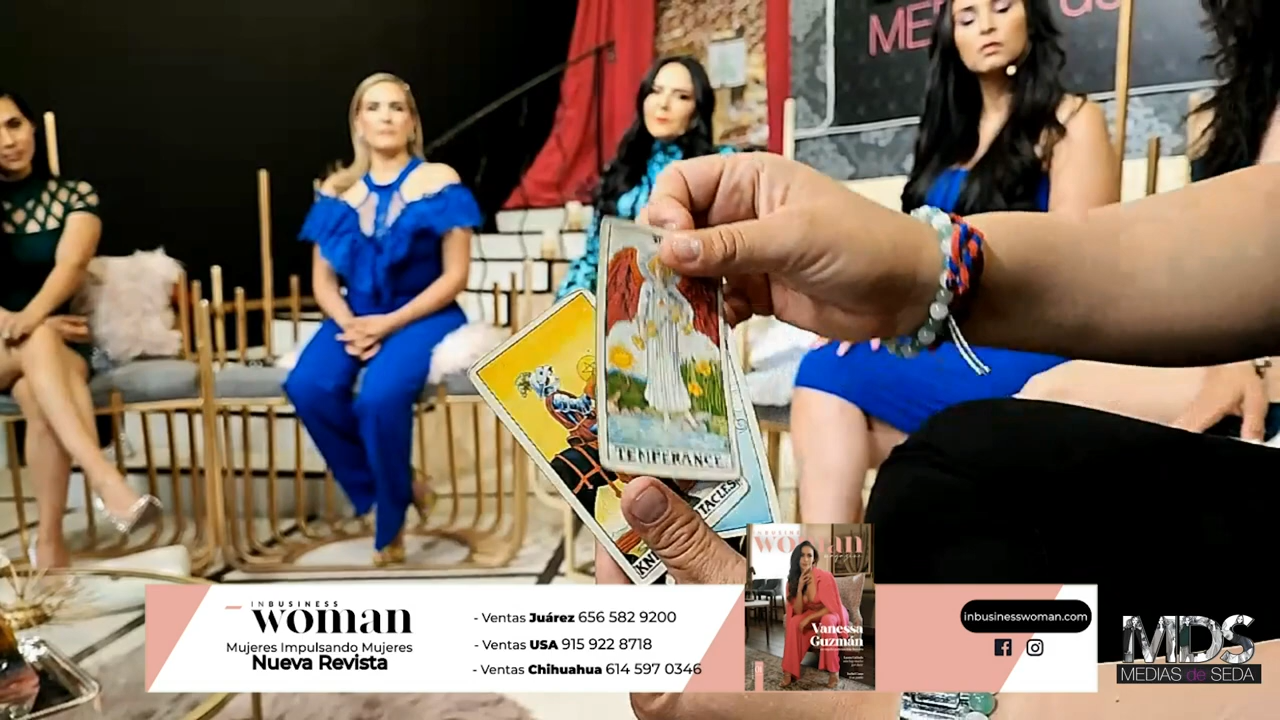 TEMPERANCE.
TACLES.
KN
INBUSINESS
woman
Mujeres Impulsando Mujeres
Nueva Revista
- Ventas Juárez 656 582 9200
- Ventas USA 915 922 8718
- Ventas Chihuahua 614 597 0346
woman
Vanessa
Guzmán
inbusinesswoman.com
MDS
MEDIAS de SEDA